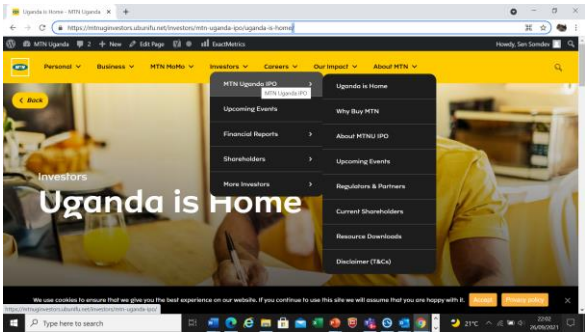 Uganda is Home - MTN Uganda
https://mtnuginvestors.ubunifu.net/investors/mtn-uganda-ipo/uganda-is-home/
MTN Uganda 2 + New Edit Page ExactMetrics Howdy, Sen Somdev
Personal Business MTN MoMo Investors Careers Our Impact About MTN
MTN Uganda IPO
MTN Uganda IPO
Upcoming Events
Financial Reports
Shareholders
More Investors
Uganda is Home
Why Buy MTN
About MTNU IPO
Upcoming Events
Regulators & Partners
Current Shareholders
Resource Downloads
Disclaimer (T&Cs)
< Back
Investors
Uganda is Home
We use cookies to ensure that we give you the best experience on our website. If you continue to use this site we will assume that you are happy with it. Accept Privacy policy
https://mtnuginvestors.ubunifu.net/investors/mtn-uganda-ipo/
Type here to search 21°C 22:02
26/09/2021